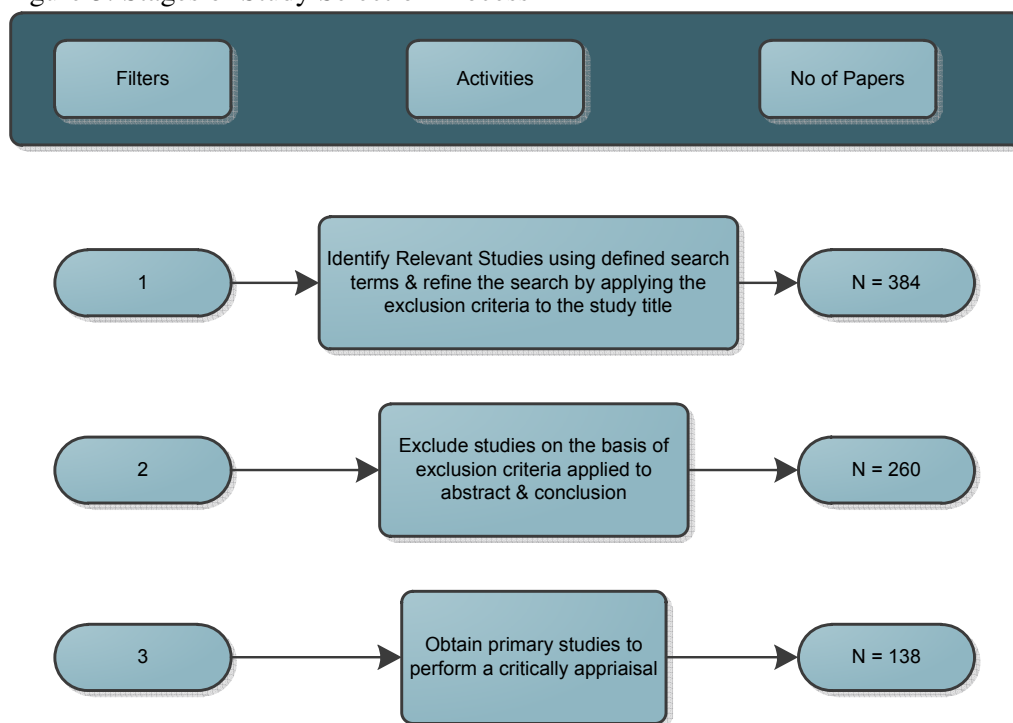 Filters
Activities
No of Papers
1
Identify Relevant Studies using defined search
terms & refine the search by applying the
exclusion criteria to the study title
N = 384
2
Exclude studies on the basis of
exclusion criteria applied to
abstract & conclusion
N = 260
3
Obtain primary studies to
perform a critically appraisal
N = 138